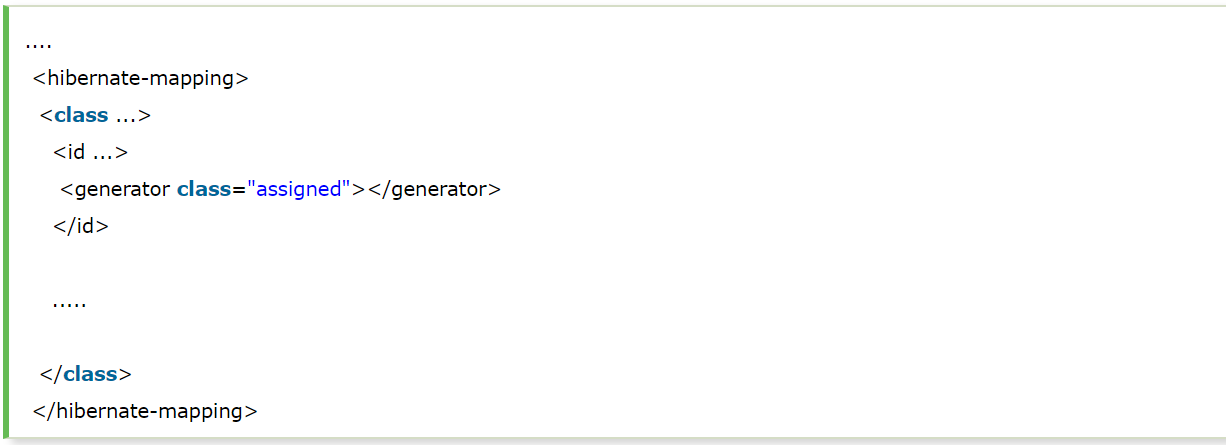 ....
<hibernate-mapping>
<class ...>
<id ...>
<generator class="assigned"></generator>
</id>
.....
</class>
</hibernate-mapping>